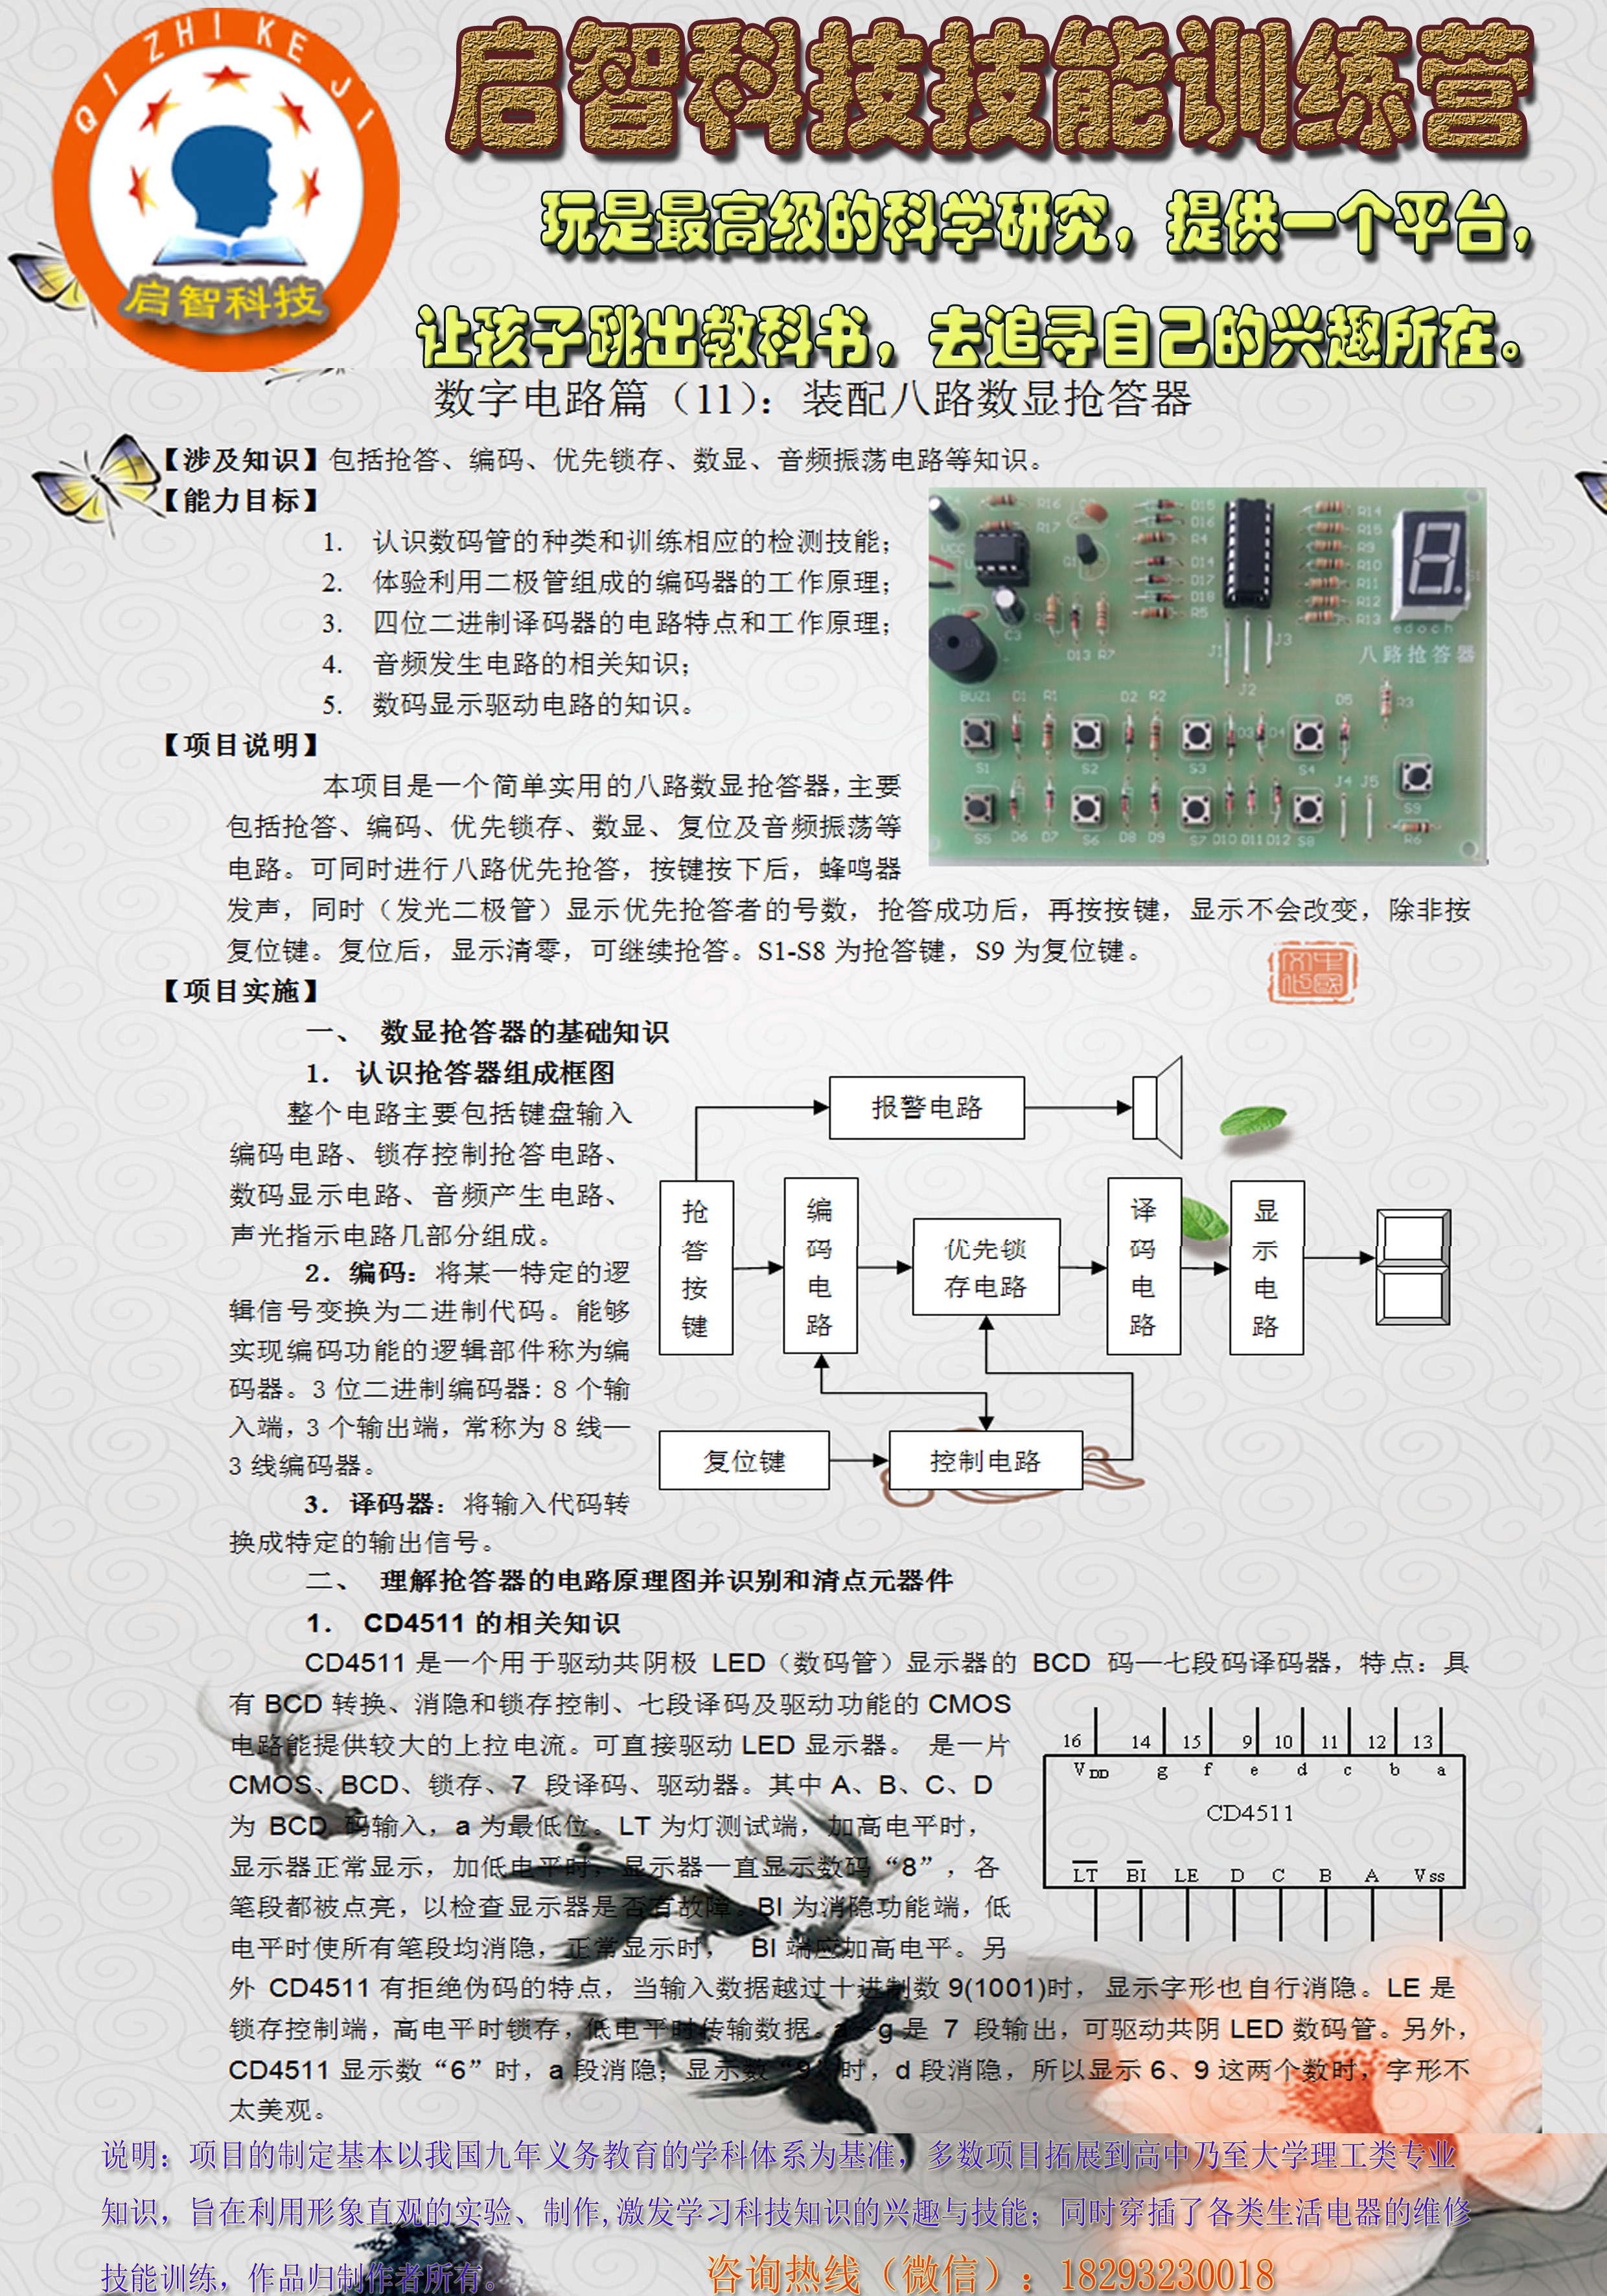 QI ZHI KE JI
启智科技
启智科技技能训练营
玩是最高级的科学研究，提供一个平台，
让孩子跳出教科书，去追寻自己的兴趣所在。
数字电路篇（11）：装配八路数显抢答器
【涉及知识】包括抢答、编码、优先锁存、数显、音频振荡电路等知识。
【能力目标】
1. 认识数码管的种类和训练相应的检测技能；
2. 体验利用二极管组成的编码器的工作原理；
3. 四位二进制译码器的电路特点和工作原理；
4. 音频发生电路的相关知识；
5. 数码显示驱动电路的知识。
R16 D15 R14
R17 D16 R15
VCC R4 R9
Q1 D14 R10
D17 R11
D18 R12
R5 R13
C3 edoch
D13 R7 J1 J3 八路抢答器
J2
BUZ1 D1 R1 D2 R2 D5 R3
D3 D4
S1 S2 S3 S4 J4 J5
S9
S5 D6 D7 S6 D8 D9 S7 D10 D11 D12 S8 R6
【项目说明】
本项目是一个简单实用的八路数显抢答器，主要
包括抢答、编码、优先锁存、数显、复位及音频振荡等
电路。可同时进行八路优先抢答，按键按下后，蜂鸣器
发声，同时（发光二极管）显示优先抢答者的号数，抢答成功后，再按按键，显示不会改变，除非按
复位键。复位后，显示清零，可继续抢答。S1-S8 为抢答键，S9 为复位键。
【项目实施】
一、 数显抢答器的基础知识
1. 认识抢答器组成框图
整个电路主要包括键盘输入
编码电路、锁存控制抢答电路、
数码显示电路、音频产生电路、
声光指示电路几部分组成。
2．编码：将某一特定的逻
辑信号变换为二进制代码。能够
实现编码功能的逻辑部件称为编
码器。3 位二进制编码器：8 个输
入端，3 个输出端，常称为 8 线—
3 线编码器。
3．译码器：将输入代码转
换成特定的输出信号。
报警电路
抢答按键
编码电路
优先锁
存电路
译码电路
显示电路
复位键
控制电路
二、 理解抢答器的电路原理图并识别和清点元器件
1. CD4511 的相关知识
CD4511 是一个用于驱动共阴极 LED（数码管）显示器的 BCD 码—七段码译码器，特点：具
有 BCD 转换、消隐和锁存控制、七段译码及驱动功能的 CMOS
电路能提供较大的上拉电流。可直接驱动 LED 显示器。 是一片
CMOS、BCD、锁存、7 段译码、驱动器。其中 A、B、C、D
为 BCD 码输入，a 为最低位。LT 为灯测试端，加高电平时，
显示器正常显示，加低电平时，显示器一直显示数码“8”，各
笔段都被点亮，以检查显示器是否有故障。BI 为消隐功能端，低
电平时使所有笔段均消隐，正常显示时， BI 端应加高电平。另
外 CD4511 有拒绝伪码的特点，当输入数据越过十进制数 9(1001)时，显示字形也自行消隐。LE 是
锁存控制端，高电平时锁存，低电平时传输数据。a～g 是 7 段输出，可驱动共阴 LED 数码管。另外，
CD4511 显示数“6”时，a 段消隐；显示数“9”时，d 段消隐，所以显示 6、9 这两个数时，字形不
太美观。
16 14 15 9 10 11 12 13
VDD g f e d c b a
CD4511
LT BI LE D C B A Vss
说明：项目的制定基本以我国九年义务教育的学科体系为基准，多数项目拓展到高中乃至大学理工类专业
知识，旨在利用形象直观的实验、制作,激发学习科技知识的兴趣与技能；同时穿插了各类生活电器的维修
技能训练，作品归制作者所有。
咨询热线（微信）：18293230018